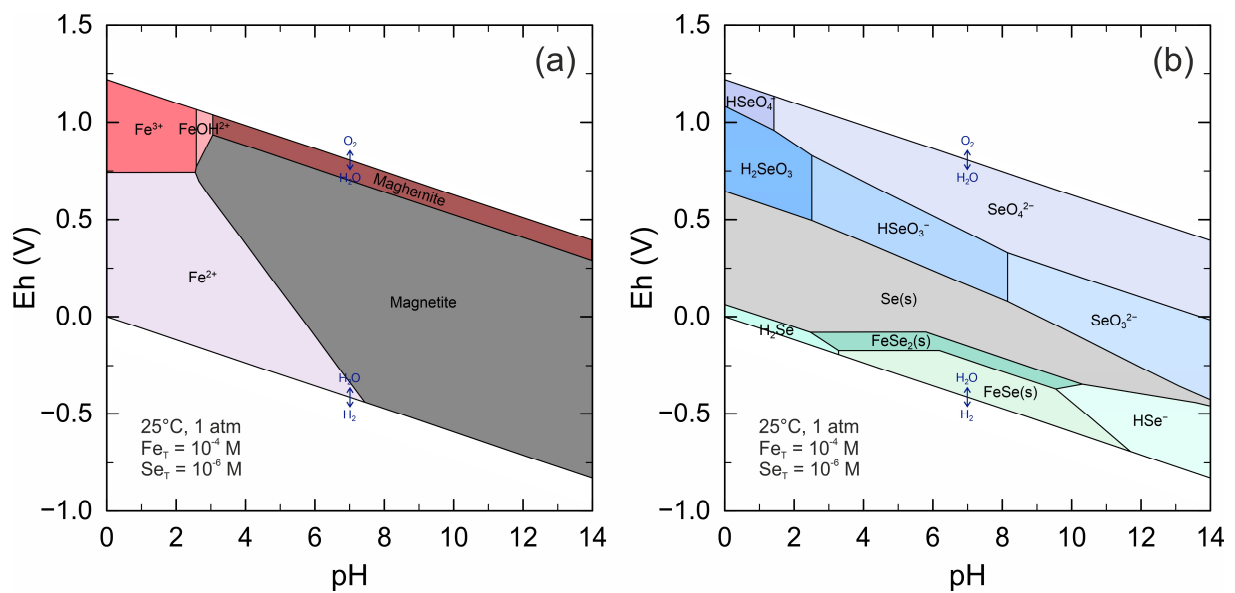 (a)
1.5
1.0
0.5
0.0
−0.5
−1.0
Eh (V)
Fe³⁺
FeOH²⁺
O₂
H₂O
Maghemite
Fe²⁺
Magnetite
H₂O
H₂
25°C, 1 atm
Fe_T = 10⁻⁴ M
Se_T = 10⁻⁶ M
0 2 4 6 8 10 12 14
pH
(b)
1.5
1.0
0.5
0.0
−0.5
−1.0
Eh (V)
HSeO₄⁻
O₂
H₂O
H₂SeO₃
SeO₄²⁻
HSeO₃⁻
Se(s)
SeO₃²⁻
H₂Se
FeSe₂(s)
H₂O
H₂
FeSe(s)
HSe⁻
25°C, 1 atm
Fe_T = 10⁻⁴ M
Se_T = 10⁻⁶ M
0 2 4 6 8 10 12 14
pH